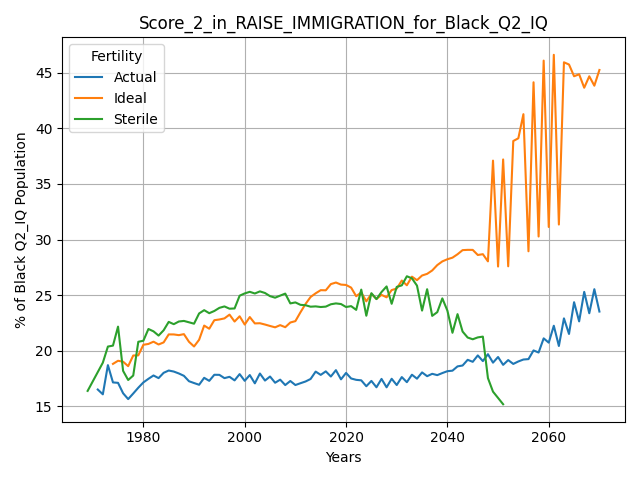 Score_2_in_RAISE_IMMIGRATION_for_Black_Q2_IQ
Fertility
Actual
Ideal
Sterile
% of Black Q2_IQ Population
45
40
35
30
25
20
15
1980
2000
2020
2040
2060
Years